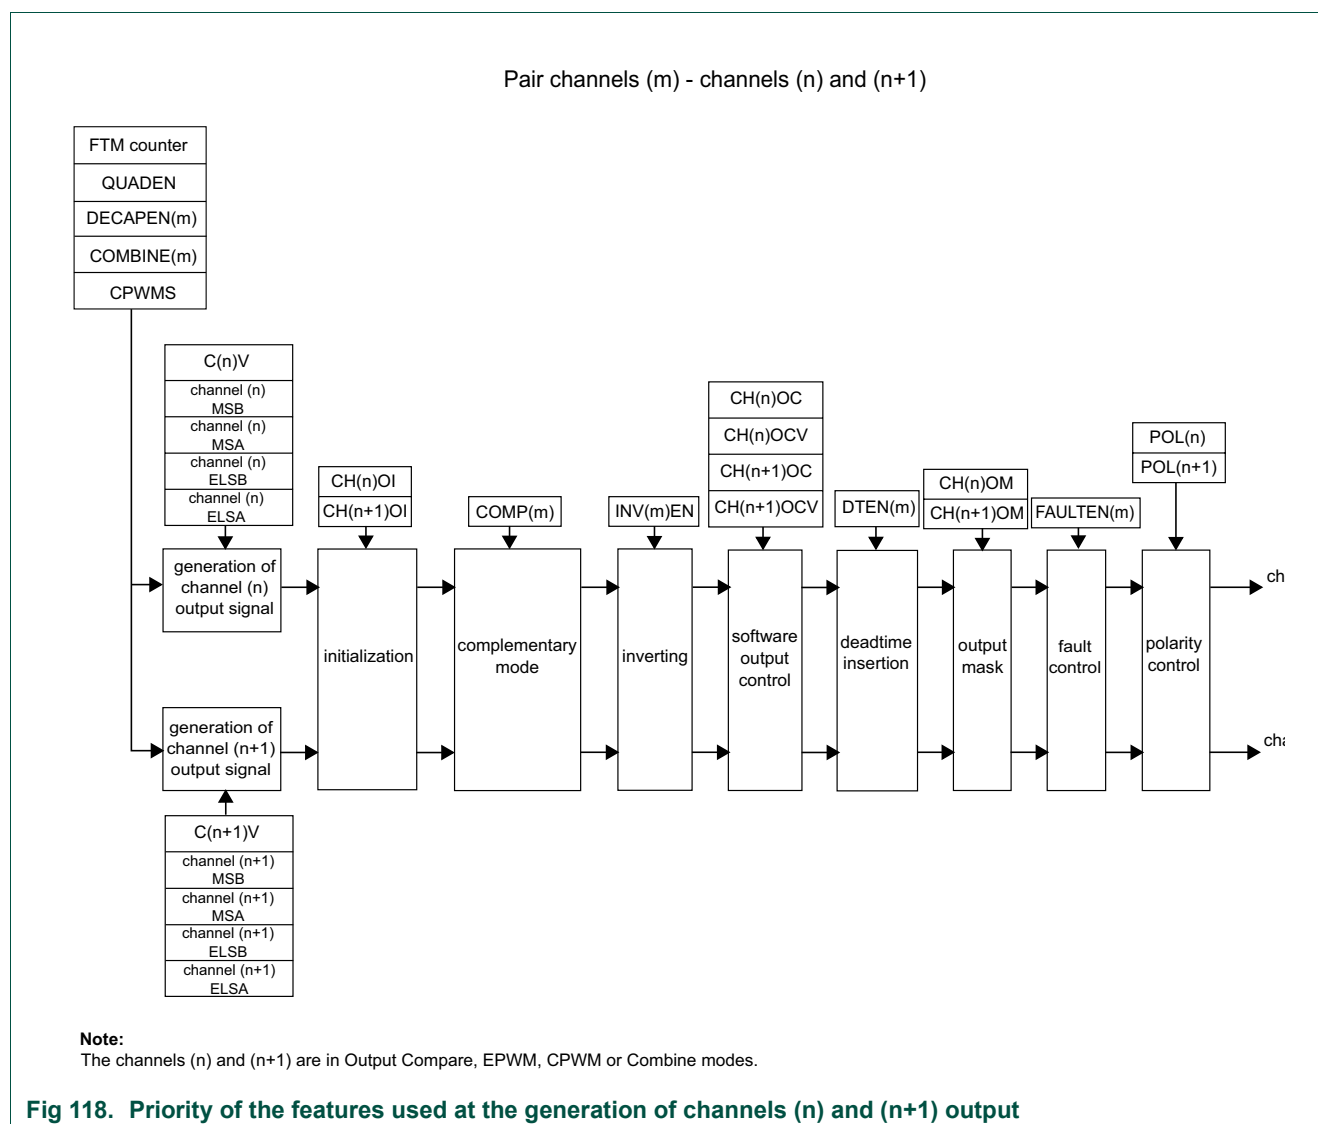 Pair channels (m) - channels (n) and (n+1)
FTM counter
QUADEN
DECAPEN(m)
COMBINE(m)
CPWMS
C(n)V
channel (n)
MSB
channel (n)
MSA
channel (n)
ELSB
channel (n)
ELSA
CH(n)OI
CH(n+1)OI
COMP(m)
INV(m)EN
CH(n)OC
CH(n)OCV
CH(n+1)OC
CH(n+1)OCV
DTEN(m)
CH(n)OM
CH(n+1)OM
FAULTEN(m)
POL(n)
POL(n+1)
generation of
channel (n)
output signal
initialization
complementary
mode
inverting
software
output
control
deadtime
insertion
output
mask
fault
control
polarity
control
generation of
channel (n+1)
output signal
C(n+1)V
channel (n+1)
MSB
channel (n+1)
MSA
channel (n+1)
ELSB
channel (n+1)
ELSA
Note:
The channels (n) and (n+1) are in Output Compare, EPWM, CPWM or Combine modes.
Fig 118. Priority of the features used at the generation of channels (n) and (n+1) output